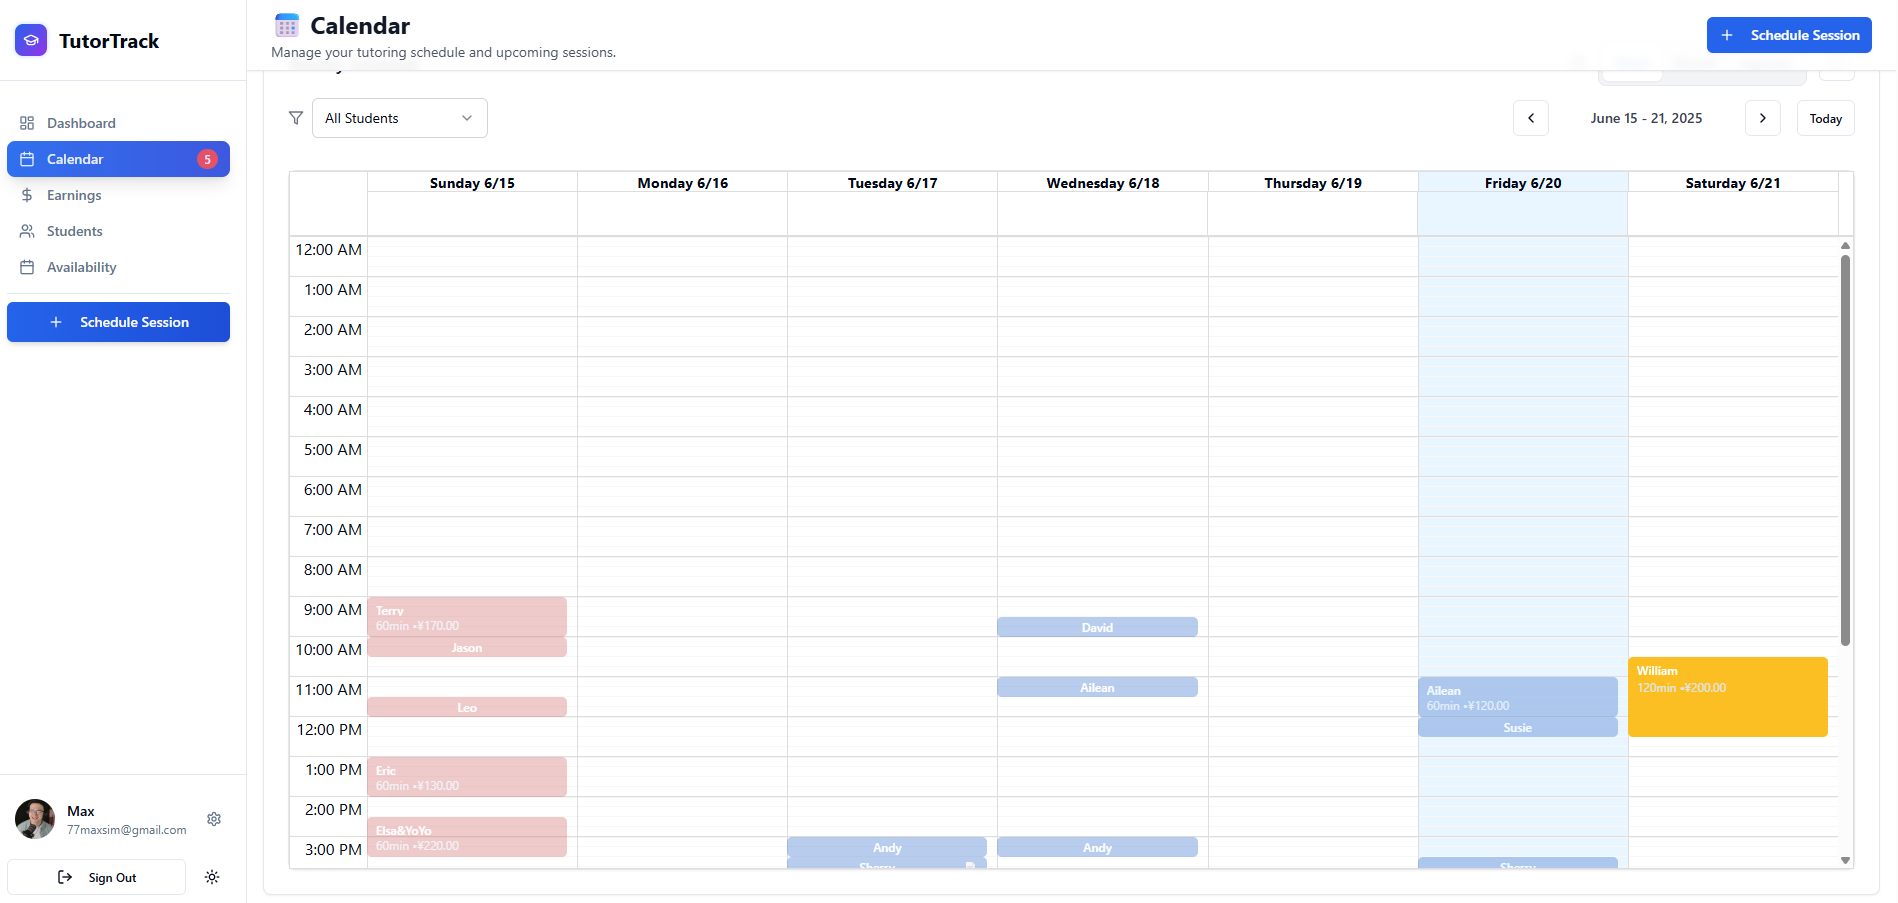 TutorTrack
Dashboard
Calendar
5
Earnings
Students
Availability
Schedule Session
Max
77maxsim@gmail.com
Sign Out
Calendar
Manage your tutoring schedule and upcoming sessions.
Schedule Session
All Students
June 15 - 21, 2025
Today
Sunday 6/15
Monday 6/16
Tuesday 6/17
Wednesday 6/18
Thursday 6/19
Friday 6/20
Saturday 6/21
12:00 AM
1:00 AM
2:00 AM
3:00 AM
4:00 AM
5:00 AM
6:00 AM
7:00 AM
8:00 AM
9:00 AM
10:00 AM
11:00 AM
12:00 PM
1:00 PM
2:00 PM
3:00 PM
Terry
60min •¥170.00
Jason
Leo
Eric
60min •¥130.00
Elsa&YoYo
60min •¥220.00
Andy
Sherry
David
Ailean
Andy
Ailean
60min •¥120.00
Susie
Sherry
William
120min •¥200.00